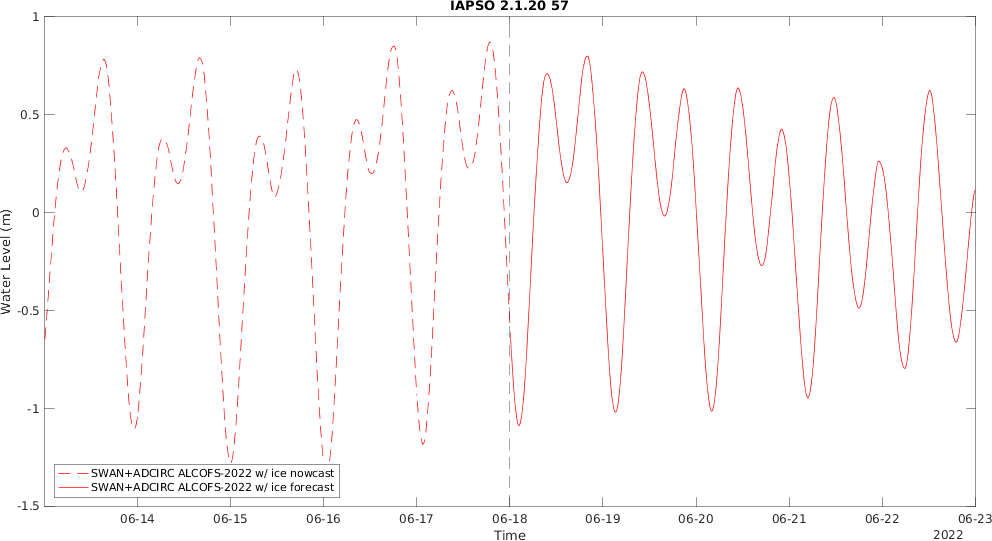 IAPSO 2.1.20 57
1
0.5
0
-0.5
-1
-1.5
Water Level (m)
SWAN+ADCIRC ALCOFS-2022 w/ ice nowcast
SWAN+ADCIRC ALCOFS-2022 w/ ice forecast
06-14 06-15 06-16 06-17 06-18 06-19 06-20 06-21 06-22 06-23
Time
2022